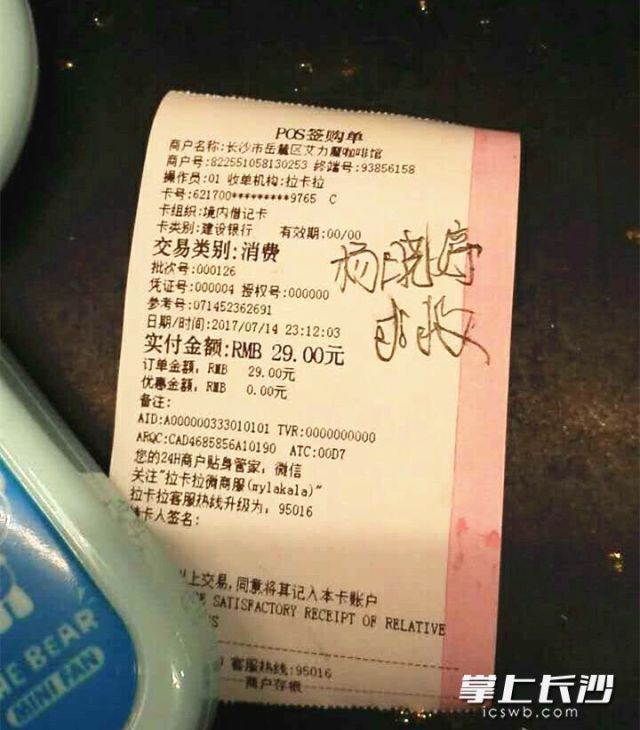 POS签购单
商户名称:长沙市岳麓区艾力魔咖啡馆
商户号:822551058130253 终端号:93856158
操作员:01 收单机构:拉卡拉
卡号:621700*********9765 C
卡组织:境内借记卡
卡类别:建设银行 有效期:00/00
交易类别:消费
批次号:000126
凭证号:000004 授权号:000000
参考号:071452362691
日期/时间:2017/07/14 23:12:03
实付金额:RMB 29.00元
订单金额, RMB 29.00元
优惠金额, RMB 0.00元
备注:
AID:A000000333010101 TVR:0000000000
ARQC:CAD4685856A10190 ATC:00D7
您的24H商户贴身管家, 微信
关注"拉卡拉微商服(mylakala)"
拉卡拉客服热线升级为, 95016
持卡人签名:
以上交易,同意将其记入本卡账户
SATISFACTORY RECEIPT OF RELATIVE
客服热线:95016
商户存根
杨晓婷
求救
THE BEAR
MINI FAN
掌上长沙
icswb.com